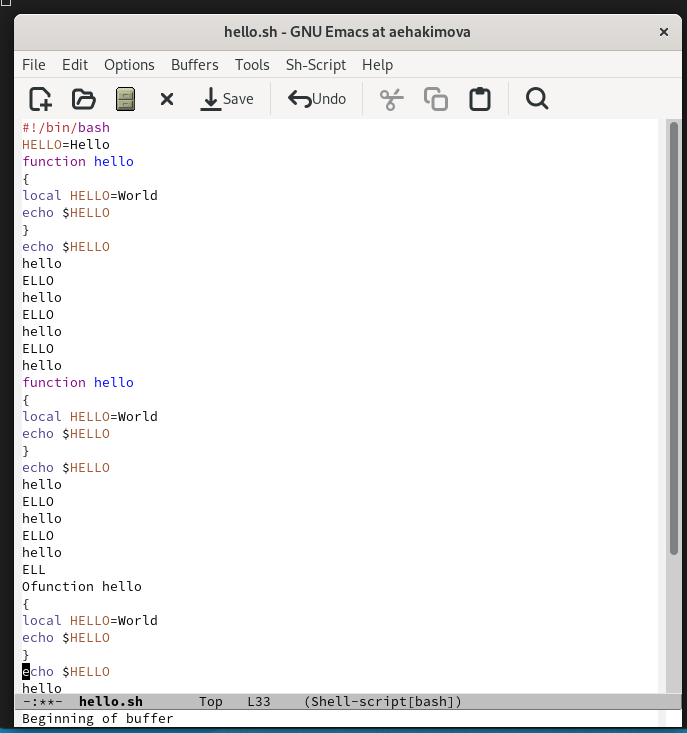 hello.sh - GNU Emacs at aehakimova
File Edit Options Buffers Tools Sh-Script Help
Save Undo
#!/bin/bash
HELLO=Hello
function hello
{
local HELLO=World
echo $HELLO
}
echo $HELLO
hello
ELLO
hello
ELLO
hello
ELLO
hello
function hello
{
local HELLO=World
echo $HELLO
}
echo $HELLO
hello
ELLO
hello
ELLO
hello
ELL
Ofunction hello
{
local HELLO=World
echo $HELLO
}
echo $HELLO
hello
-:**-  hello.sh       Top   L33    (Shell-script[bash])
Beginning of buffer